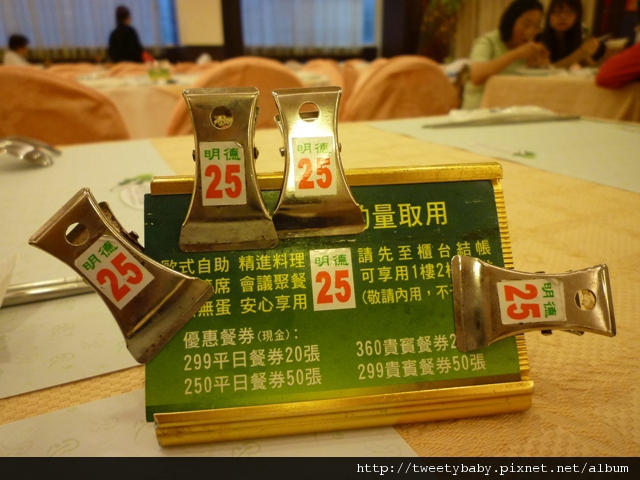 明德
25
明德
25
明德
25
量取用
歐式自助 精進料理
請先至櫃台結帳
席 會議聚餐
可享用1樓2樓
無蛋 安心享用
(敬請內用，不
25
明德
25
優惠餐券(現金)：
299平日餐券20張
360貴賓餐券2
250平日餐券50張
299貴賓餐券50張
http://tweetybaby.pixnet.net/album